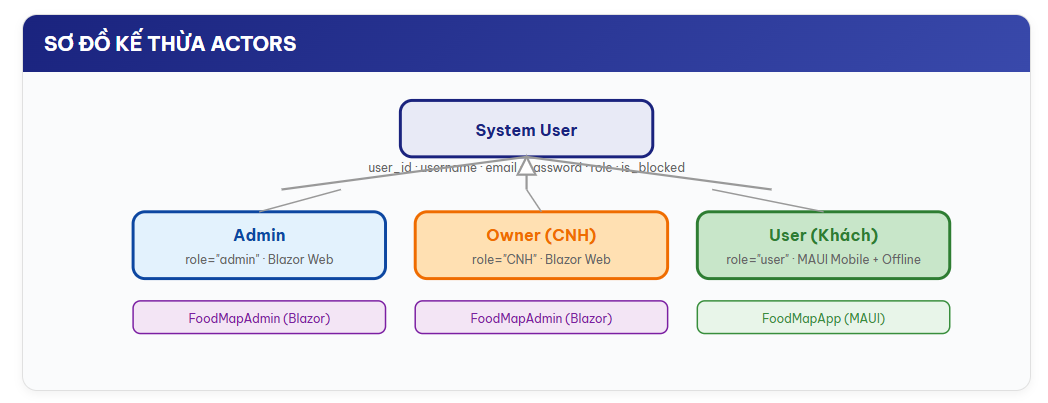 SƠ ĐỒ KẾ THỪA ACTORS
System User
user_id · username · email · password · role · is_blocked
Admin
role="admin" · Blazor Web
Owner (CNH)
role="CNH" · Blazor Web
User (Khách)
role="user" · MAUI Mobile + Offline
FoodMapAdmin (Blazor)
FoodMapAdmin (Blazor)
FoodMapApp (MAUI)